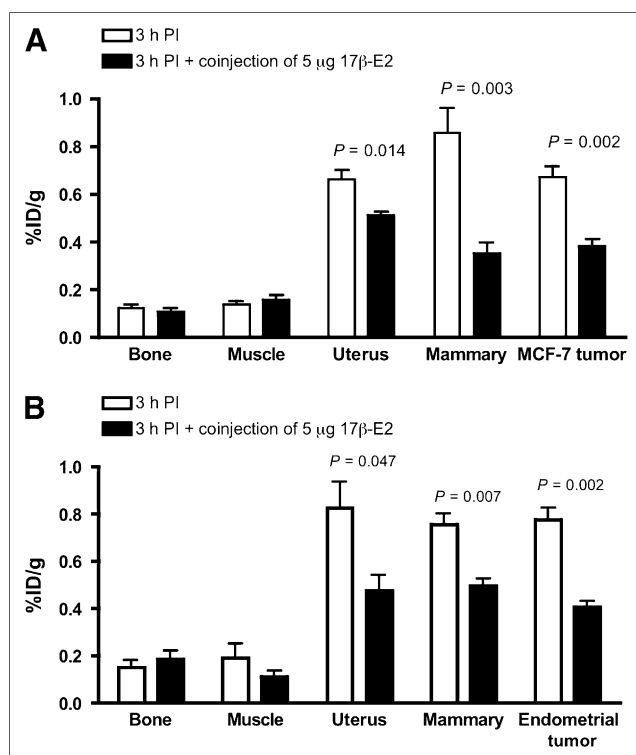 A
3 h PI
3 h PI + coinjection of 5 μg 17β-E2
P = 0.003
P = 0.014
P = 0.002
1.0
0.8
0.6
0.4
0.2
0.0
%ID/g
Bone Muscle Uterus Mammary MCF-7 tumor
B
3 h PI
3 h PI + coinjection of 5 μg 17β-E2
P = 0.047
P = 0.007
P = 0.002
1.0
0.8
0.6
0.4
0.2
0.0
%ID/g
Bone Muscle Uterus Mammary Endometrial
tumor